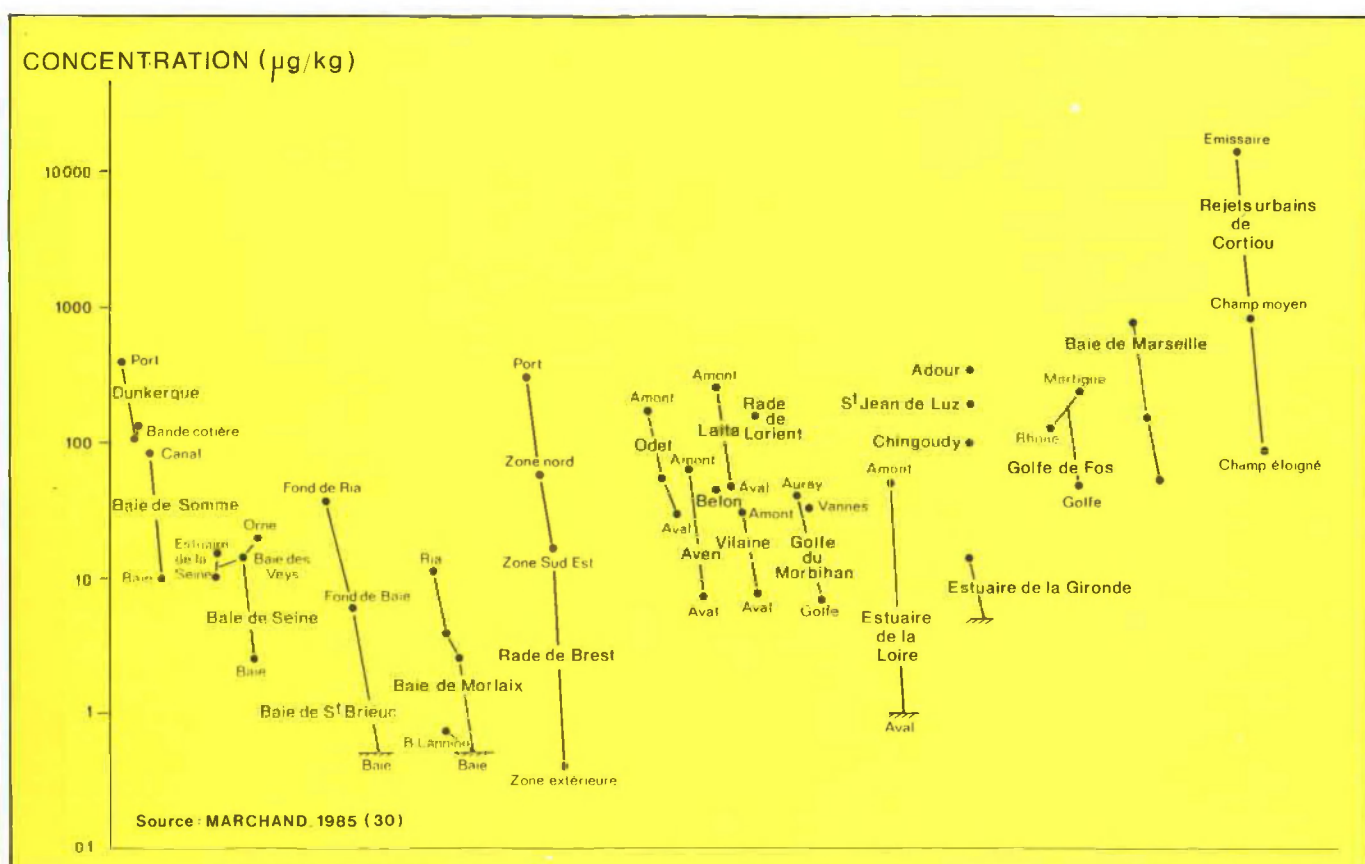 CONCENTRATION (µg/kg)
10000
1000
100
10
1
01
Port
Dunkerque
Bande cotière
Canal
Baie de Somme
Baie
Estuaire
de la
Seine
Orne
Baie des
Veys
Baie de Seine
Baie
Fond de Ria
Fond de Baie
Baie de St Brieuc
Baie
Ria
Baie de Morlaix
B.Lannion
Baie
Port
Zone nord
Zone Sud Est
Rade de Brest
Zone extérieure
Amont
Odet
Aval
Amont
Aven
Aval
Amont
Laita
Aval
Belon
Rade
de
Lorient
Amont
Vilaine
Aval
Auray
Vannes
Golfe
du
Morbihan
Golfe
Amont
Estuaire
de la
Loire
Aval
Adour
St Jean de Luz
Chingoudy
Estuaire de la Gironde
Martigue
Rhône
Golfe de Fos
Golfe
Baie de Marseille
Emissaire
Rejets urbains
de
Cortiou
Champ moyen
Champ éloigné
Source: MARCHAND 1985 (30)